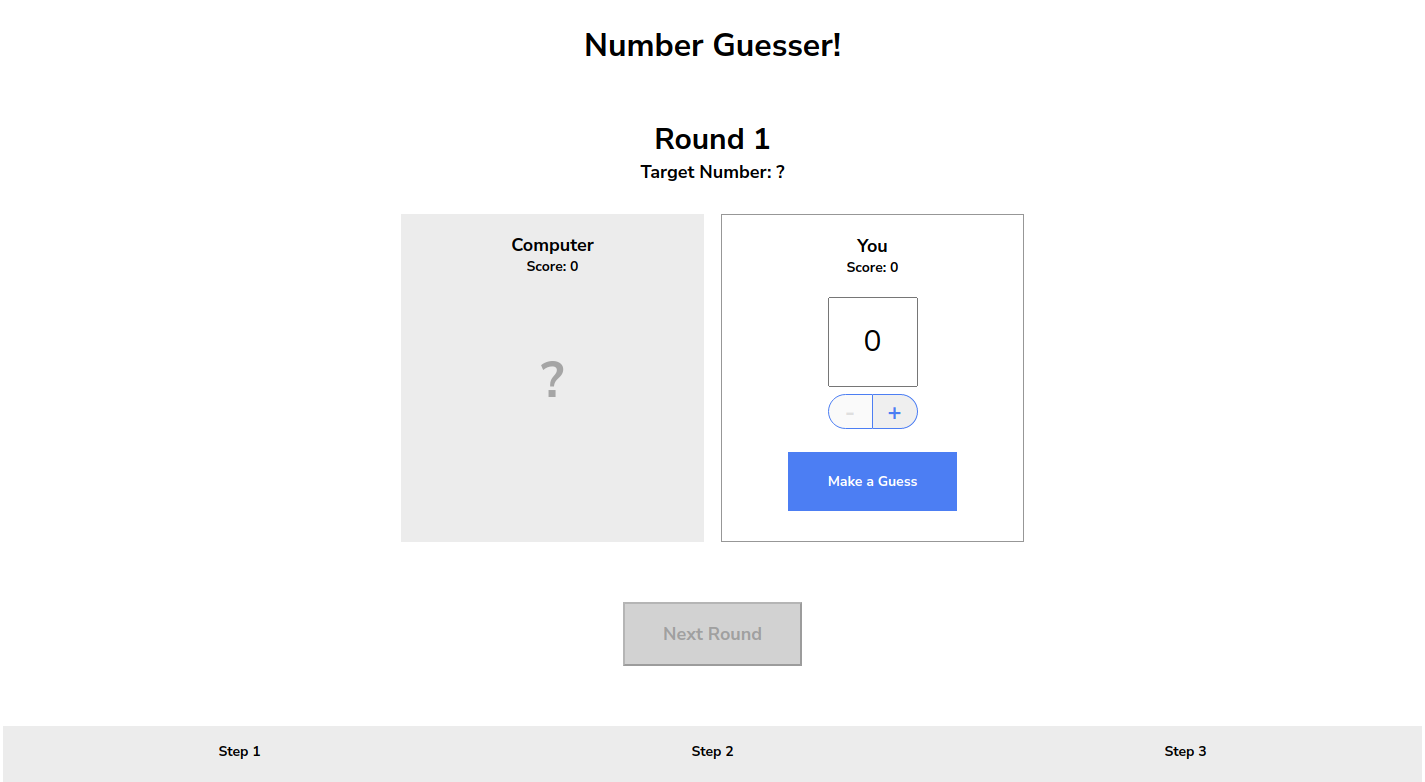 Number Guesser!
Round 1
Target Number: ?
Computer
Score: 0
?
You
Score: 0
0
- +
Make a Guess
Next Round
Step 1 Step 2 Step 3